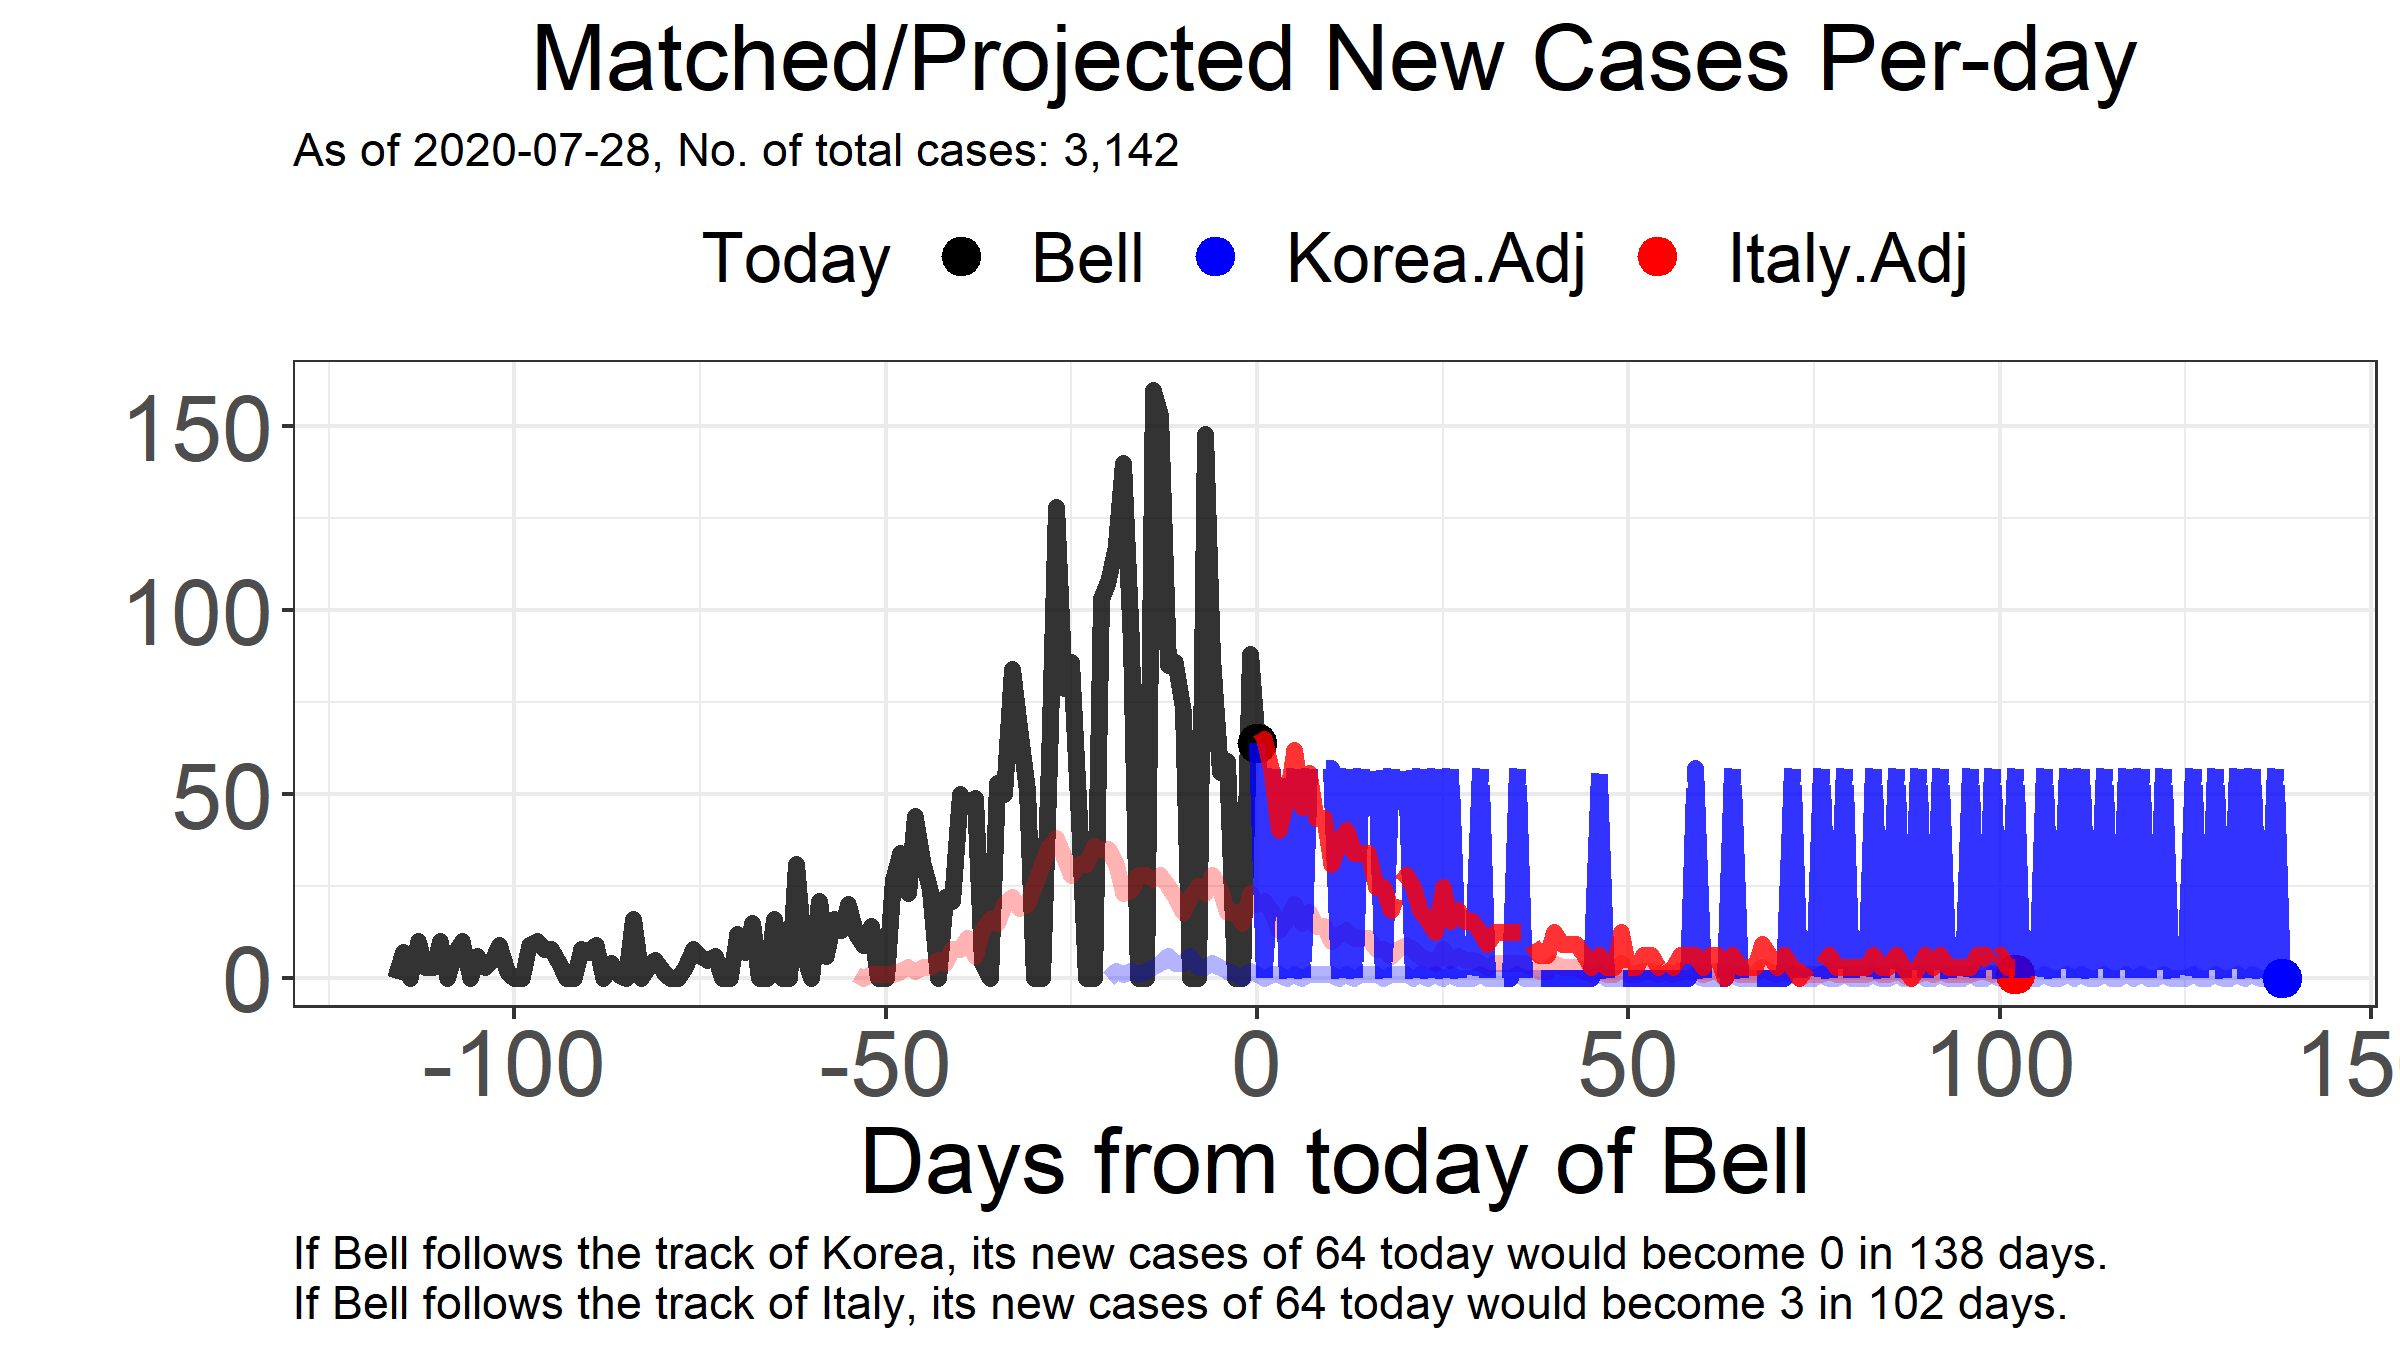 Matched/Projected New Cases Per-day
As of 2020-07-28, No. of total cases: 3,142
Today Bell Korea.Adj Italy.Adj
150
100
50
0
-100 -50 0 50 100 15
Days from today of Bell
If Bell follows the track of Korea, its new cases of 64 today would become 0 in 138 days.
If Bell follows the track of Italy, its new cases of 64 today would become 3 in 102 days.